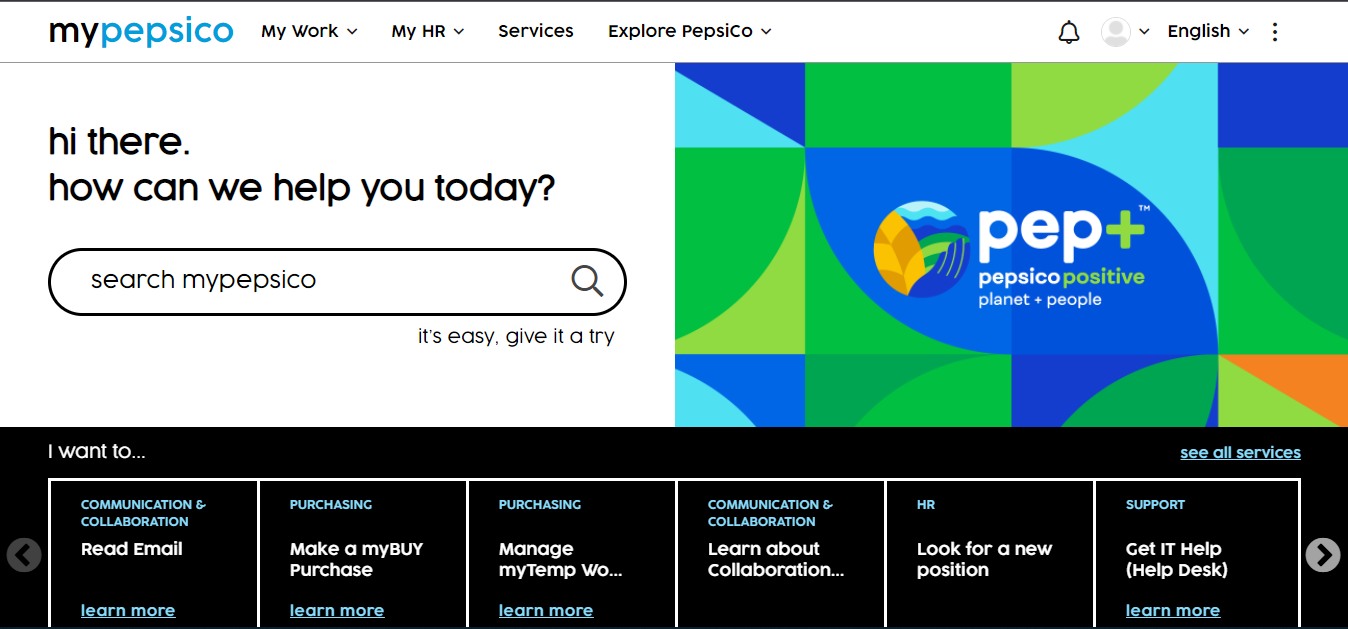 mypepsico My Work My HR Services Explore PepsiCo English
hi there.
how can we help you today?
search mypepsico
it's easy, give it a try
pep+™
pepsico positive
planet + people
I want to...
see all services
COMMUNICATION &
COLLABORATION
Read Email
learn more
PURCHASING
Make a myBUY
Purchase
learn more
PURCHASING
Manage
myTemp Wo...
learn more
COMMUNICATION &
COLLABORATION
Learn about
Collaboration...
HR
Look for a new
position
SUPPORT
Get IT Help
(Help Desk)
learn more